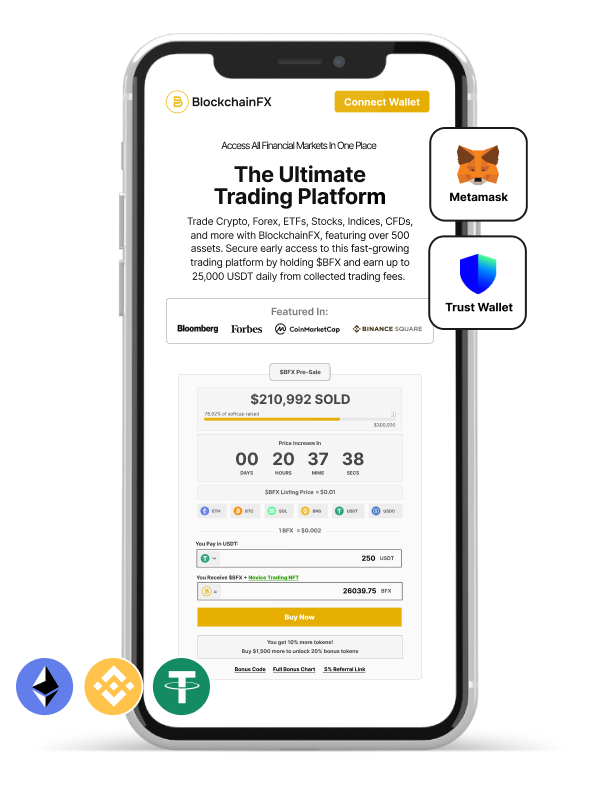 BlockchainFX
Connect Wallet
Access All Financial Markets In One Place
The Ultimate
Trading Platform
Trade Crypto, Forex, ETFs, Stocks, Indices, CFDs,
and more with BlockchainFX, featuring over 500
assets. Secure early access to this fast-growing
trading platform by holding $BFX and earn up to
25,000 USDT daily from collected trading fees.
Metamask
Trust Wallet
Featured In:
Bloomberg Forbes CoinMarketCap BINANCE SQUARE
$BFX Pre-Sale
$210,992 SOLD
75.92% of softcap raised
$300,000
Price Increase In
00 20 37 38
DAYS HOURS MINS SECS
$BFX Listing Price = $0.01
ETH BTC SOL BNB USDT USDC
1BFX = $0.002
You Pay in USDT:
250 USDT
You Receive $BFX + Novice Trading NFT
= 26039.75 BFX
Buy Now
You get 10% more tokens!
Buy $1,500 more to unlock 20% bonus tokens
Bonus Code Full Bonus Chart 5% Referral Link